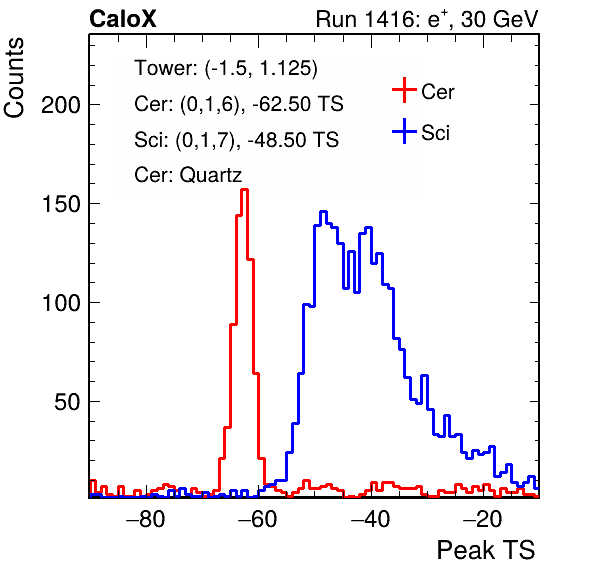 CaloX Run 1416: e⁺, 30 GeV
Counts
Tower: (-1.5, 1.125)
Cer: (0,1,6), -62.50 TS
Sci: (0,1,7), -48.50 TS
Cer: Quartz
Cer
Sci
200
150
100
50
−80 −60 −40 −20
Peak TS